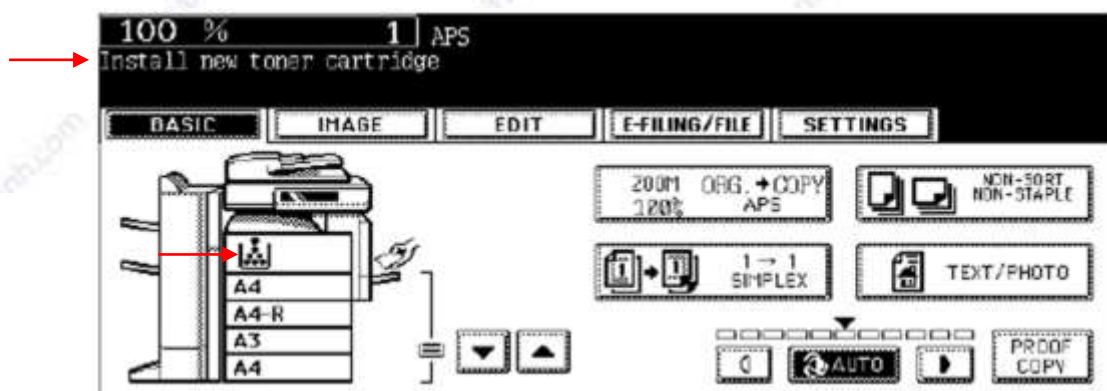 100 % 1 APS
Install new toner cartridge
BASIC IMAGE EDIT E-FILING/FILE SETTINGS
ZOOM ORG.→COPY
100% APS
NON-SORT
NON-STAPLE
1 → 1
SIMPLEX
TEXT/PHOTO
A4
A4-R
A3
A4
AUTO
PROOF
COPY